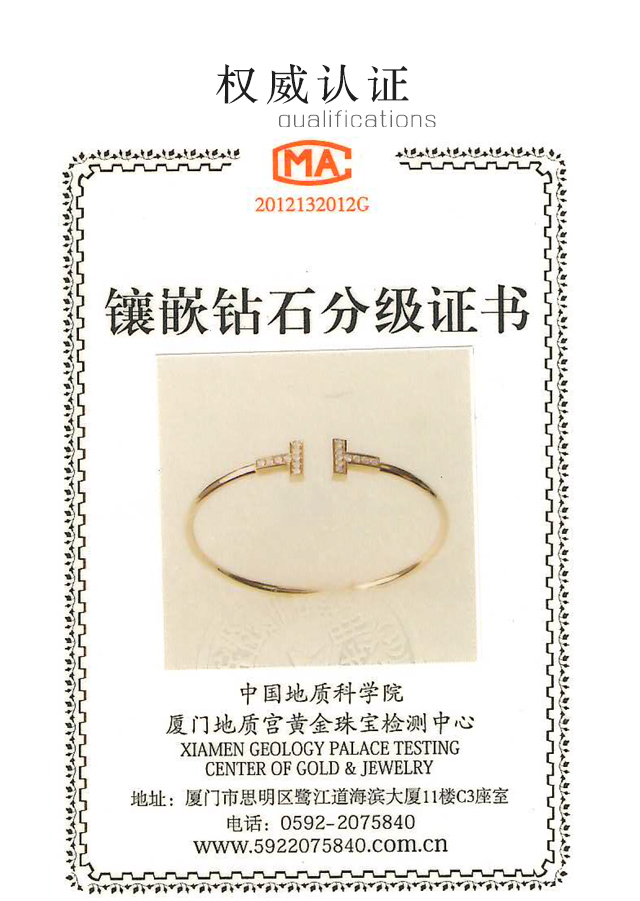 权威认证
qualifications
CMA
2012132012G
镶嵌钻石分级证书
中国地质科学院
厦门地质宫黄金珠宝检测中心
XIAMEN GEOLOGY PALACE TESTING
CENTER OF GOLD & JEWELRY
地址：厦门市思明区鹭江道海滨大厦11楼C3座室
电话：0592-2075840
www.5922075840.com.cn